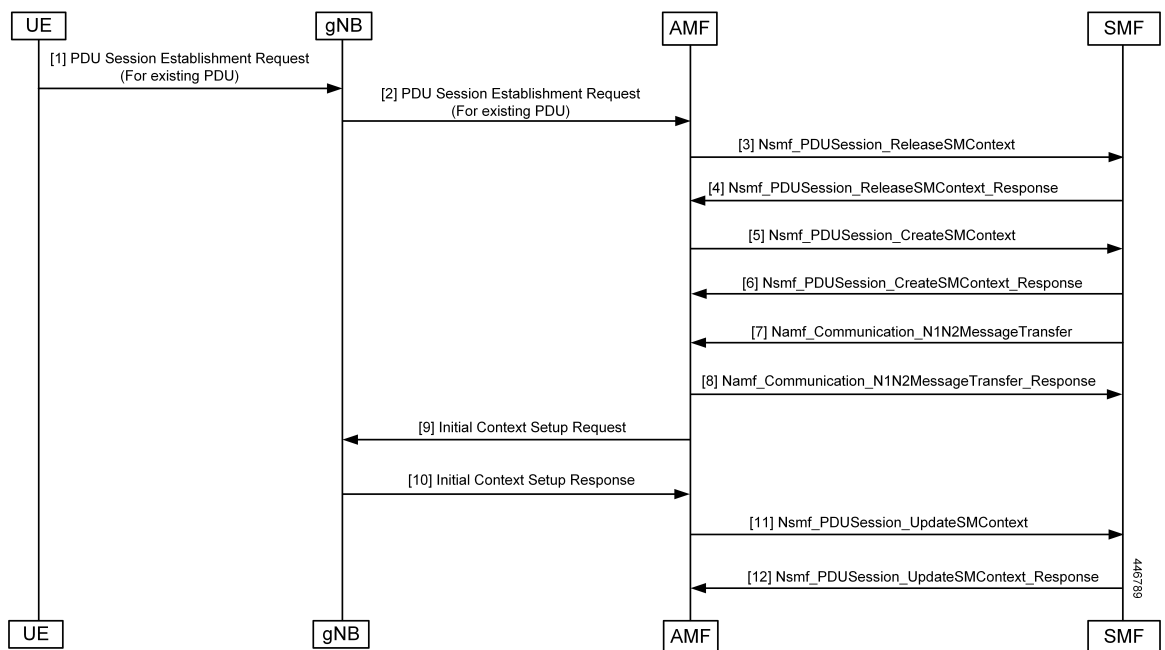 UE
gNB
AMF
SMF
[1] PDU Session Establishment Request
(For existing PDU)
[2] PDU Session Establishment Request
(For existing PDU)
[3] Nsmf_PDUSession_ReleaseSMContext
[4] Nsmf_PDUSession_ReleaseSMContext_Response
[5] Nsmf_PDUSession_CreateSMContext
[6] Nsmf_PDUSession_CreateSMContext_Response
[7] Namf_Communication_N1N2MessageTransfer
[8] Namf_Communication_N1N2MessageTransfer_Response
[9] Initial Context Setup Request
[10] Initial Context Setup Response
[11] Nsmf_PDUSession_UpdateSMContext
[12] Nsmf_PDUSession_UpdateSMContext_Response
446789
UE
gNB
AMF
SMF